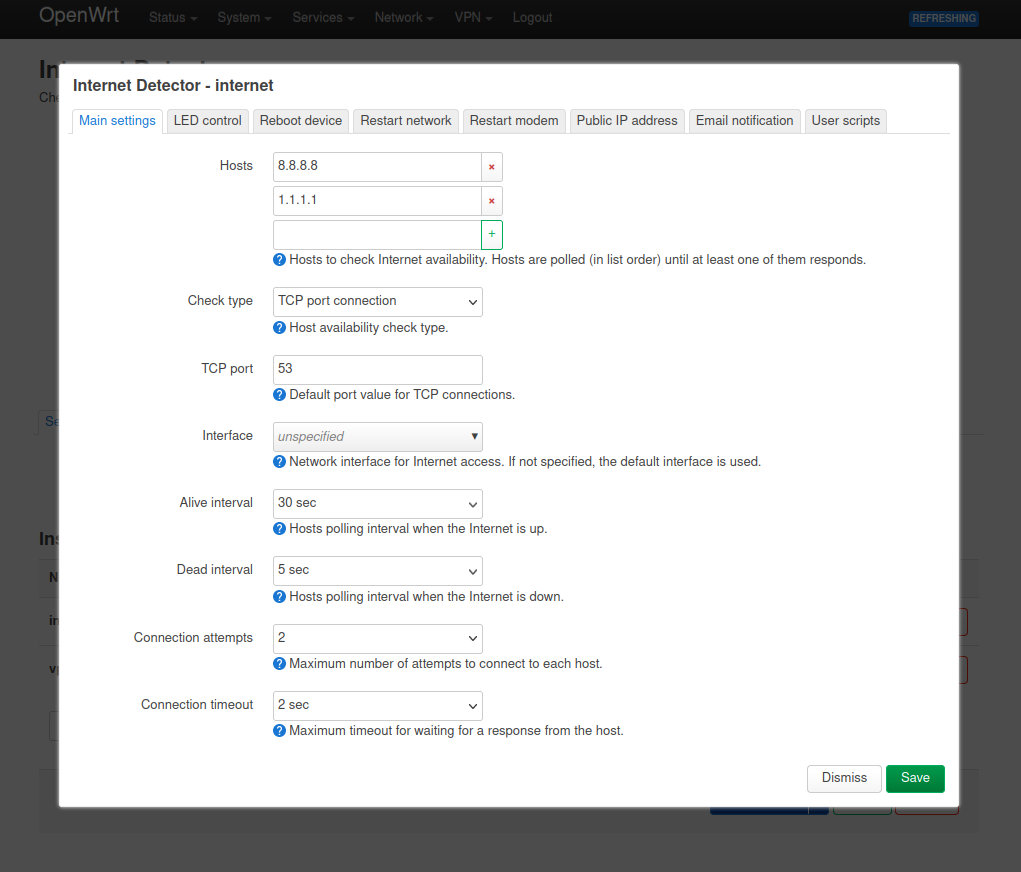 OpenWrt Status System Services Network VPN Logout REFRESHING
Internet Detector - internet
Main settings LED control Reboot device Restart network Restart modem Public IP address Email notification User scripts
Hosts 8.8.8.8 ×
1.1.1.1 ×
+
? Hosts to check Internet availability. Hosts are polled (in list order) until at least one of them responds.
Check type TCP port connection
? Host availability check type.
TCP port 53
? Default port value for TCP connections.
Interface unspecified ▼
? Network interface for Internet access. If not specified, the default interface is used.
Alive interval 30 sec
? Hosts polling interval when the Internet is up.
Dead interval 5 sec
? Hosts polling interval when the Internet is down.
Connection attempts 2
? Maximum number of attempts to connect to each host.
Connection timeout 2 sec
? Maximum timeout for waiting for a response from the host.
Dismiss Save